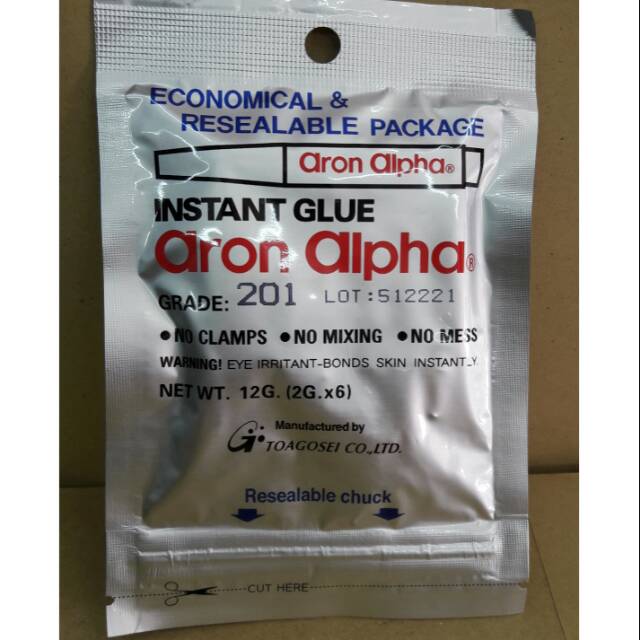 ECONOMICAL &
RESEALABLE PACKAGE
aron alpha®
INSTANT GLUE
aron alpha®
GRADE: 201 LOT:512221
•NO CLAMPS •NO MIXING •NO MESS
WARNING! EYE IRRITANT-BONDS SKIN INSTANTLY.
NET WT. 12G. (2G.x6)
Manufactured by
TOAGOSEI CO.,LTD.
Resealable chuck
CUT HERE